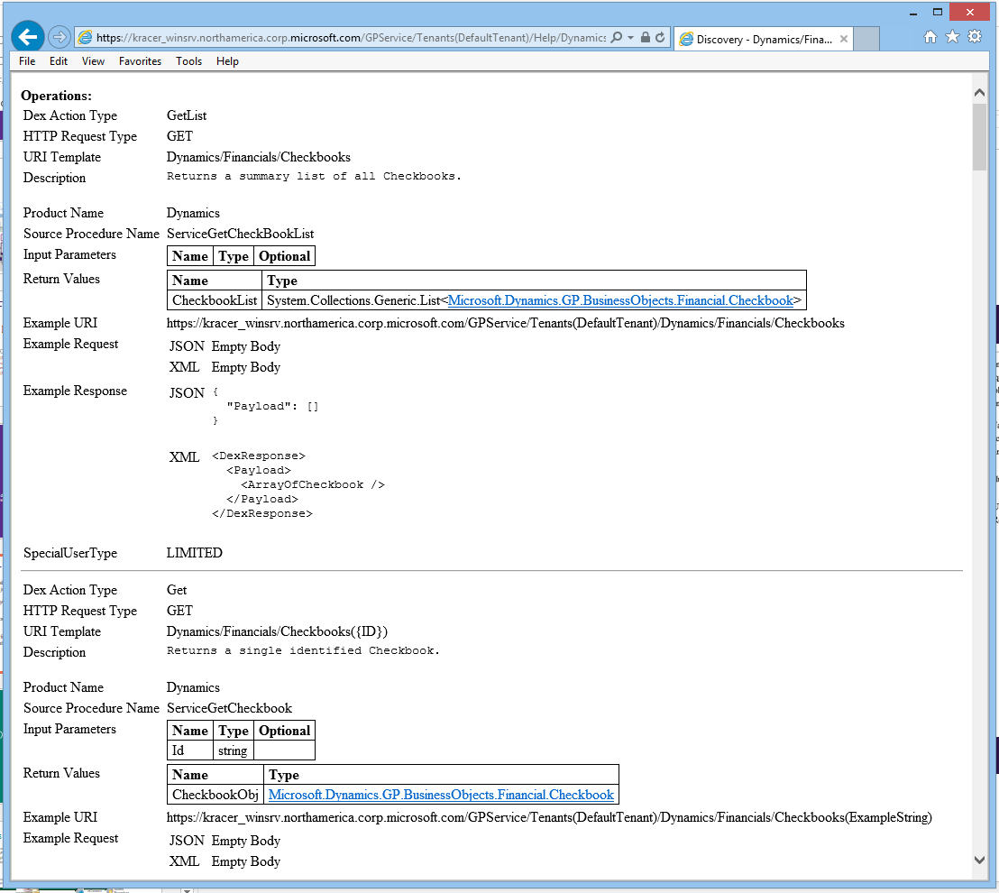 https://kracer_winsrv.northamerica.corp.microsoft.com/GPService/Tenants(DefaultTenant)/Help/Dynamics
Discovery - Dynamics/Fina...
File Edit View Favorites Tools Help
Operations:
Dex Action Type GetList
HTTP Request Type GET
URI Template Dynamics/Financials/Checkbooks
Description Returns a summary list of all Checkbooks.
Product Name Dynamics
Source Procedure Name ServiceGetCheckBookList
Input Parameters Name Type Optional
Return Values Name Type
CheckbookList System.Collections.Generic.List<Microsoft.Dynamics.GP.BusinessObjects.Financial.Checkbook>
Example URI https://kracer_winsrv.northamerica.corp.microsoft.com/GPService/Tenants(DefaultTenant)/Dynamics/Financials/Checkbooks
Example Request JSON Empty Body
XML Empty Body
Example Response JSON {
"Payload": []
}
XML <DexResponse>
<Payload>
<ArrayOfCheckbook />
</Payload>
</DexResponse>
SpecialUserType LIMITED
Dex Action Type Get
HTTP Request Type GET
URI Template Dynamics/Financials/Checkbooks({ID})
Description Returns a single identified Checkbook.
Product Name Dynamics
Source Procedure Name ServiceGetCheckbook
Input Parameters Name Type Optional
Id string
Return Values Name Type
CheckbookObj Microsoft.Dynamics.GP.BusinessObjects.Financial.Checkbook
Example URI https://kracer_winsrv.northamerica.corp.microsoft.com/GPService/Tenants(DefaultTenant)/Dynamics/Financials/Checkbooks(ExampleString)
Example Request JSON Empty Body
XML Empty Body